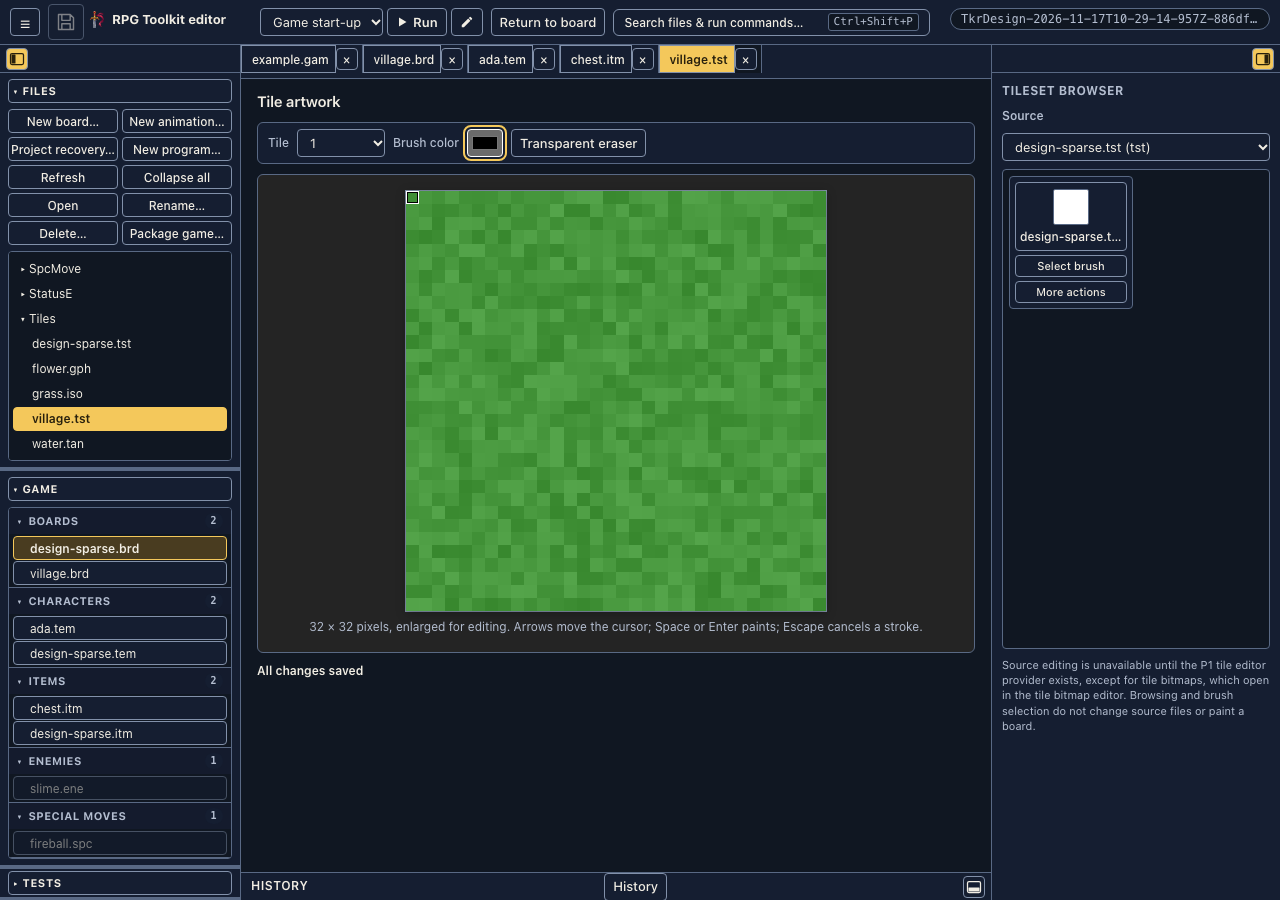 RPG Toolkit editor
Game start-up
Run
Return to board
Search files & run commands...
Ctrl+Shift+P
TkrDesign-2026-11-17T10-29-14-957Z-886df…
example.gam ×
village.brd ×
ada.tem ×
chest.itm ×
village.tst ×
FILES
New board...
New animation...
Project recovery...
New program...
Refresh
Collapse all
Open
Rename...
Delete...
Package game...
SpcMove
StatusE
Tiles
design-sparse.tst
flower.gph
grass.iso
village.tst
water.tan
GAME
BOARDS 2
design-sparse.brd
village.brd
CHARACTERS 2
ada.tem
design-sparse.tem
ITEMS 2
chest.itm
design-sparse.itm
ENEMIES 1
slime.ene
SPECIAL MOVES 1
fireball.spc
TESTS
Tile artwork
Tile
1
Brush color
Transparent eraser
32 × 32 pixels, enlarged for editing. Arrows move the cursor; Space or Enter paints; Escape cancels a stroke.
All changes saved
HISTORY
History
TILESET BROWSER
Source
design-sparse.tst (tst)
design-sparse.t…
Select brush
More actions
Source editing is unavailable until the P1 tile editor
provider exists, except for tile bitmaps, which open
in the tile bitmap editor. Browsing and brush
selection do not change source files or paint a
board.